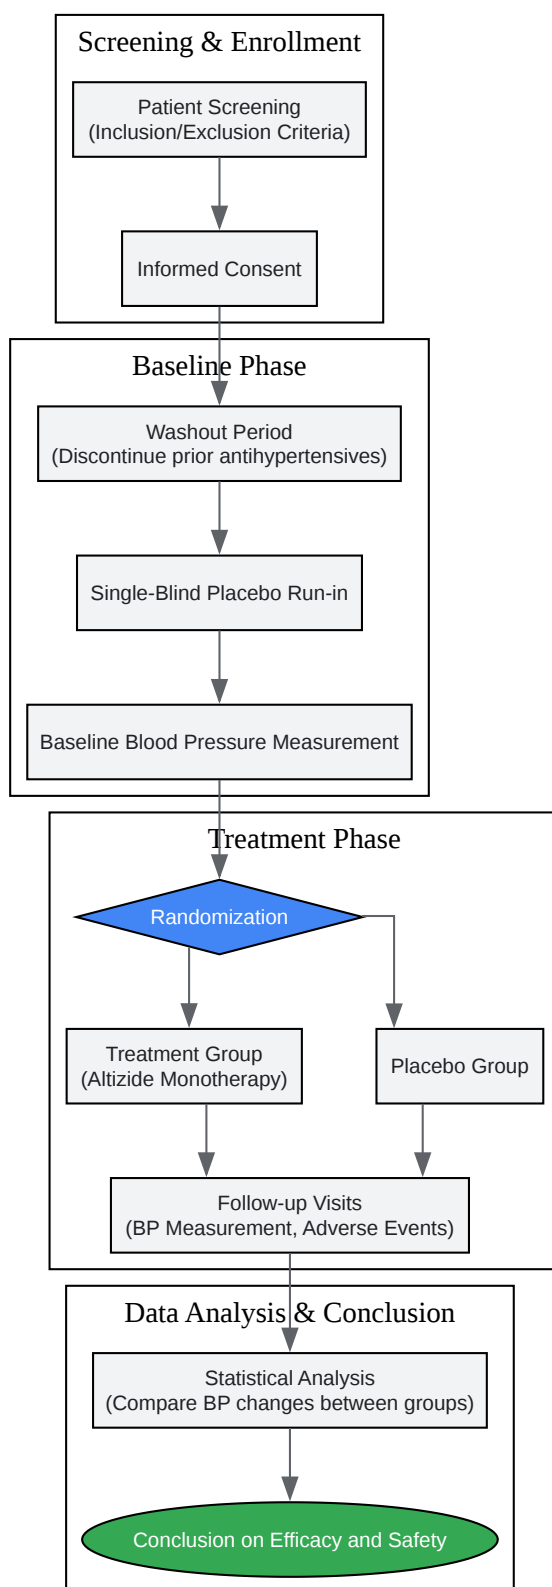 Screening & Enrollment
Patient Screening
(Inclusion/Exclusion Criteria)
Informed Consent
Baseline Phase
Washout Period
(Discontinue prior antihypertensives)
Single-Blind Placebo Run-in
Baseline Blood Pressure Measurement
Treatment Phase
Randomization
Treatment Group
(Altizide Monotherapy)
Placebo Group
Follow-up Visits
(BP Measurement, Adverse Events)
Data Analysis & Conclusion
Statistical Analysis
(Compare BP changes between groups)
Conclusion on Efficacy and Safety